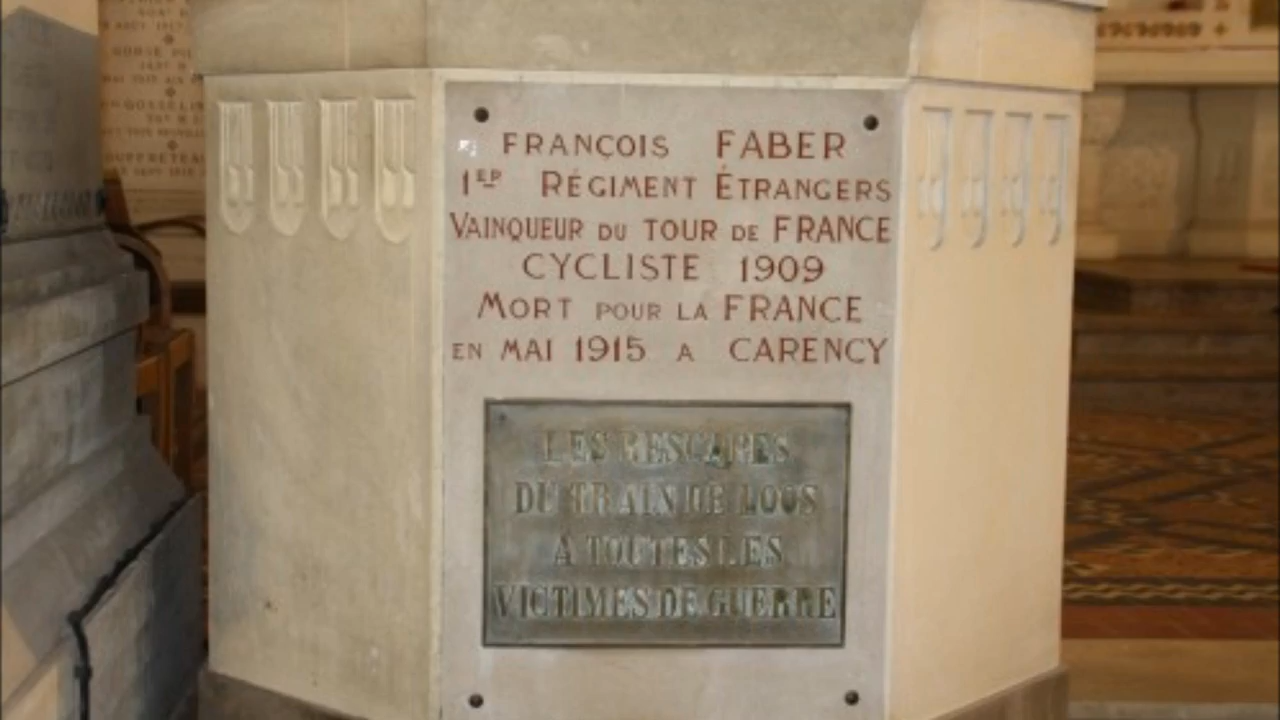 FRANÇOIS FABER
1ER RÉGIMENT ÉTRANGERS
VAINQUEUR DU TOUR DE FRANCE
CYCLISTE 1909
MORT POUR LA FRANCE
EN MAI 1915 A CARENCY
LES RESCAPES
DU TRAIN DE LOOS
A TOUTES LES
VICTIMES DE GUERRE